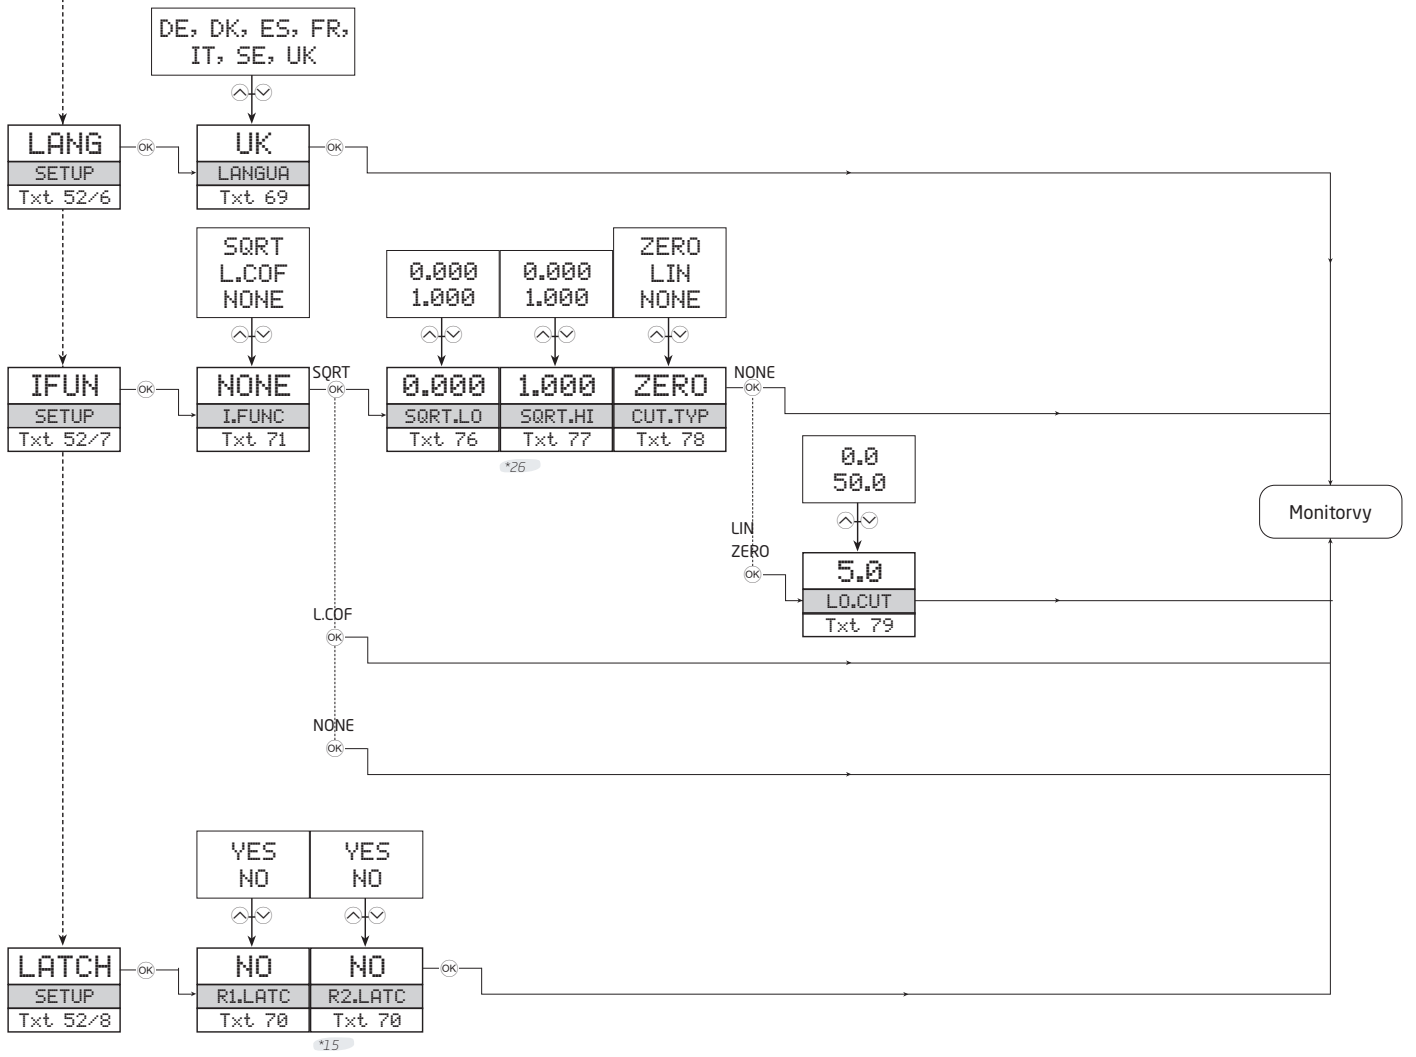 DE, DK, ES, FR,
IT, SE, UK
LANG
SETUP
Txt 52/6
OK
UK
LANGUA
Txt 69
OK
SQRT
L.COF
NONE
0.000
1.000
0.000
1.000
ZERO
LIN
NONE
IFUN
SETUP
Txt 52/7
OK
NONE
I.FUNC
Txt 71
SQRT
OK
0.000
SQRT.LO
Txt 76
1.000
SQRT.HI
Txt 77
ZERO
CUT.TYP
Txt 78
NONE
OK
*26
0.0
50.0
LIN
ZERO
OK
5.0
LO.CUT
Txt 79
Monitorvy
L.COF
OK
NONE
OK
YES
NO
YES
NO
LATCH
SETUP
Txt 52/8
OK
NO
R1.LATC
Txt 70
NO
R2.LATC
Txt 70
OK
*15